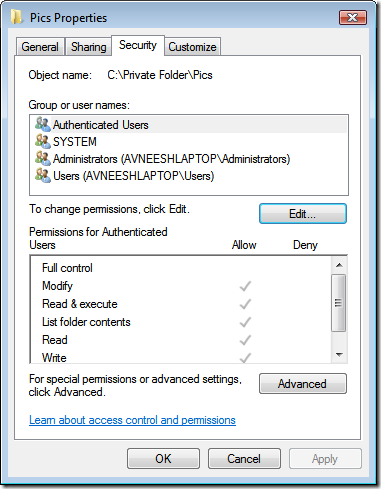 Pics Properties
General Sharing Security Customize
Object name: C:\Private Folder\Pics
Group or user names:
Authenticated Users
SYSTEM
Administrators (AVNEESHLAPTOP\Administrators)
Users (AVNEESHLAPTOP\Users)
To change permissions, click Edit.
Edit...
Permissions for Authenticated
Users Allow Deny
Full control
Modify
Read & execute
List folder contents
Read
Write
For special permissions or advanced settings,
click Advanced.
Advanced
Learn about access control and permissions
OK Cancel Apply